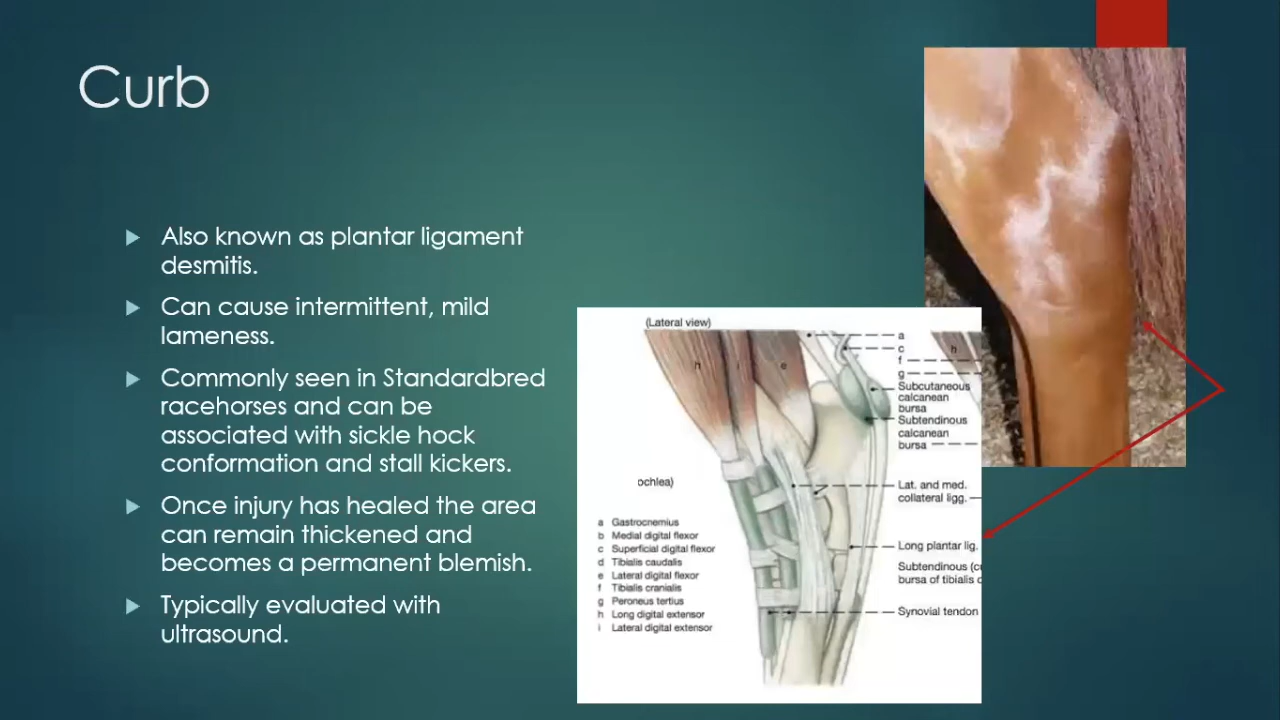 Curb
Also known as plantar ligament
desmitis.
Can cause intermittent, mild
lameness.
Commonly seen in Standardbred
racehorses and can be
associated with sickle hock
conformation and stall kickers.
Once injury has healed the area
can remain thickened and
becomes a permanent blemish.
Typically evaluated with
ultrasound.
(Lateral view)
h
i
e
h
a
c
f
g
Subcutaneous
calcanean
bursa
Subtendinous
calcanean
bursa
Lat. and med.
collateral ligg.
Long plantar lig.
Subtendinous (c
bursa of tibialis c
Synovial tendon
ochlea)
a Gastrocnemius
b Medial digital flexor
c Superficial digital flexor
d Tibialis caudalis
e Lateral digital flexor
f Tibialis cranialis
g Peroneus tertius
h Long digital extensor
i Lateral digital extensor